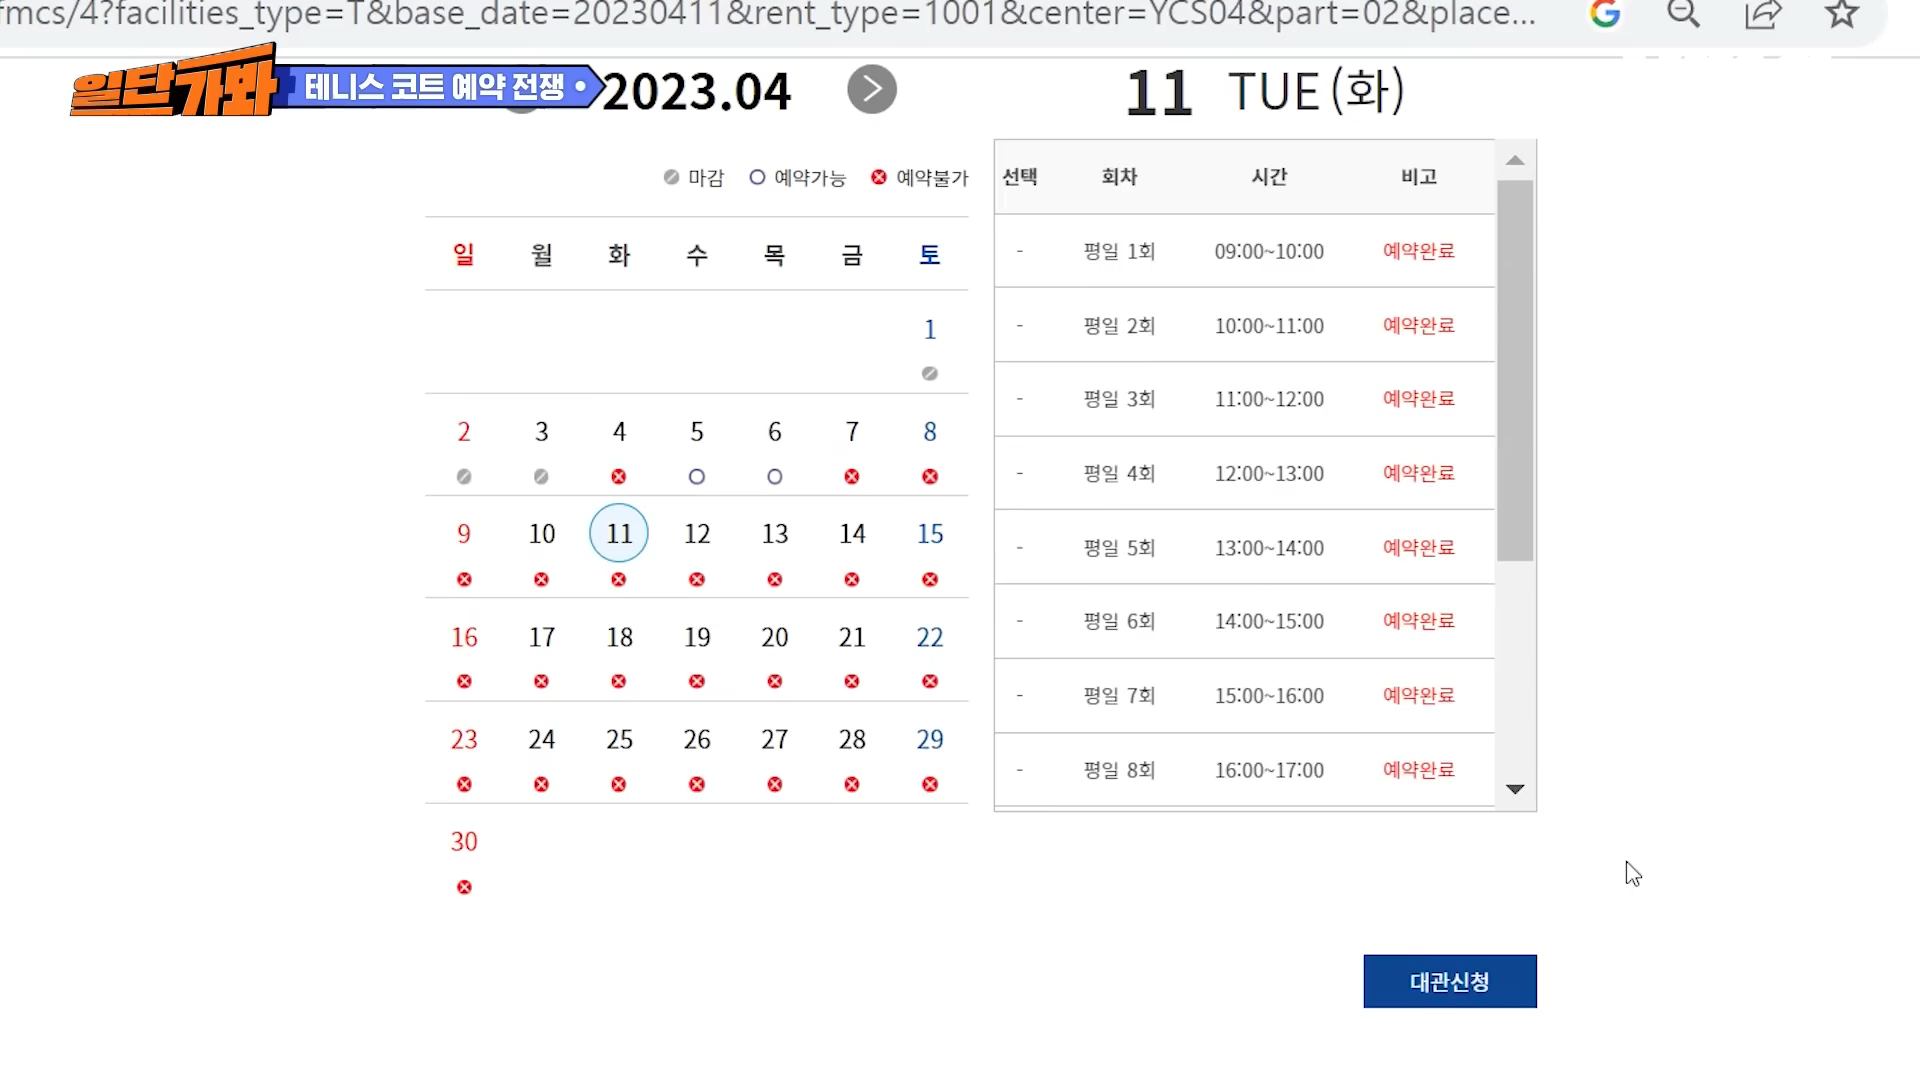 fmcs/4?facilities_type=T&base_date=20230411&rent_type=1001&center=YCS04&part=02&place...
일단가봐 테니스 코트 예약 전쟁
2023.04
11 TUE(화)
마감 예약가능 예약불가
일 월 화 수 목 금 토
1
2 3 4 5 6 7 8
9 10 11 12 13 14 15
16 17 18 19 20 21 22
23 24 25 26 27 28 29
30
선택 회차 시간 비고
- 평일 1회 09:00~10:00 예약완료
- 평일 2회 10:00~11:00 예약완료
- 평일 3회 11:00~12:00 예약완료
- 평일 4회 12:00~13:00 예약완료
- 평일 5회 13:00~14:00 예약완료
- 평일 6회 14:00~15:00 예약완료
- 평일 7회 15:00~16:00 예약완료
- 평일 8회 16:00~17:00 예약완료
대관신청